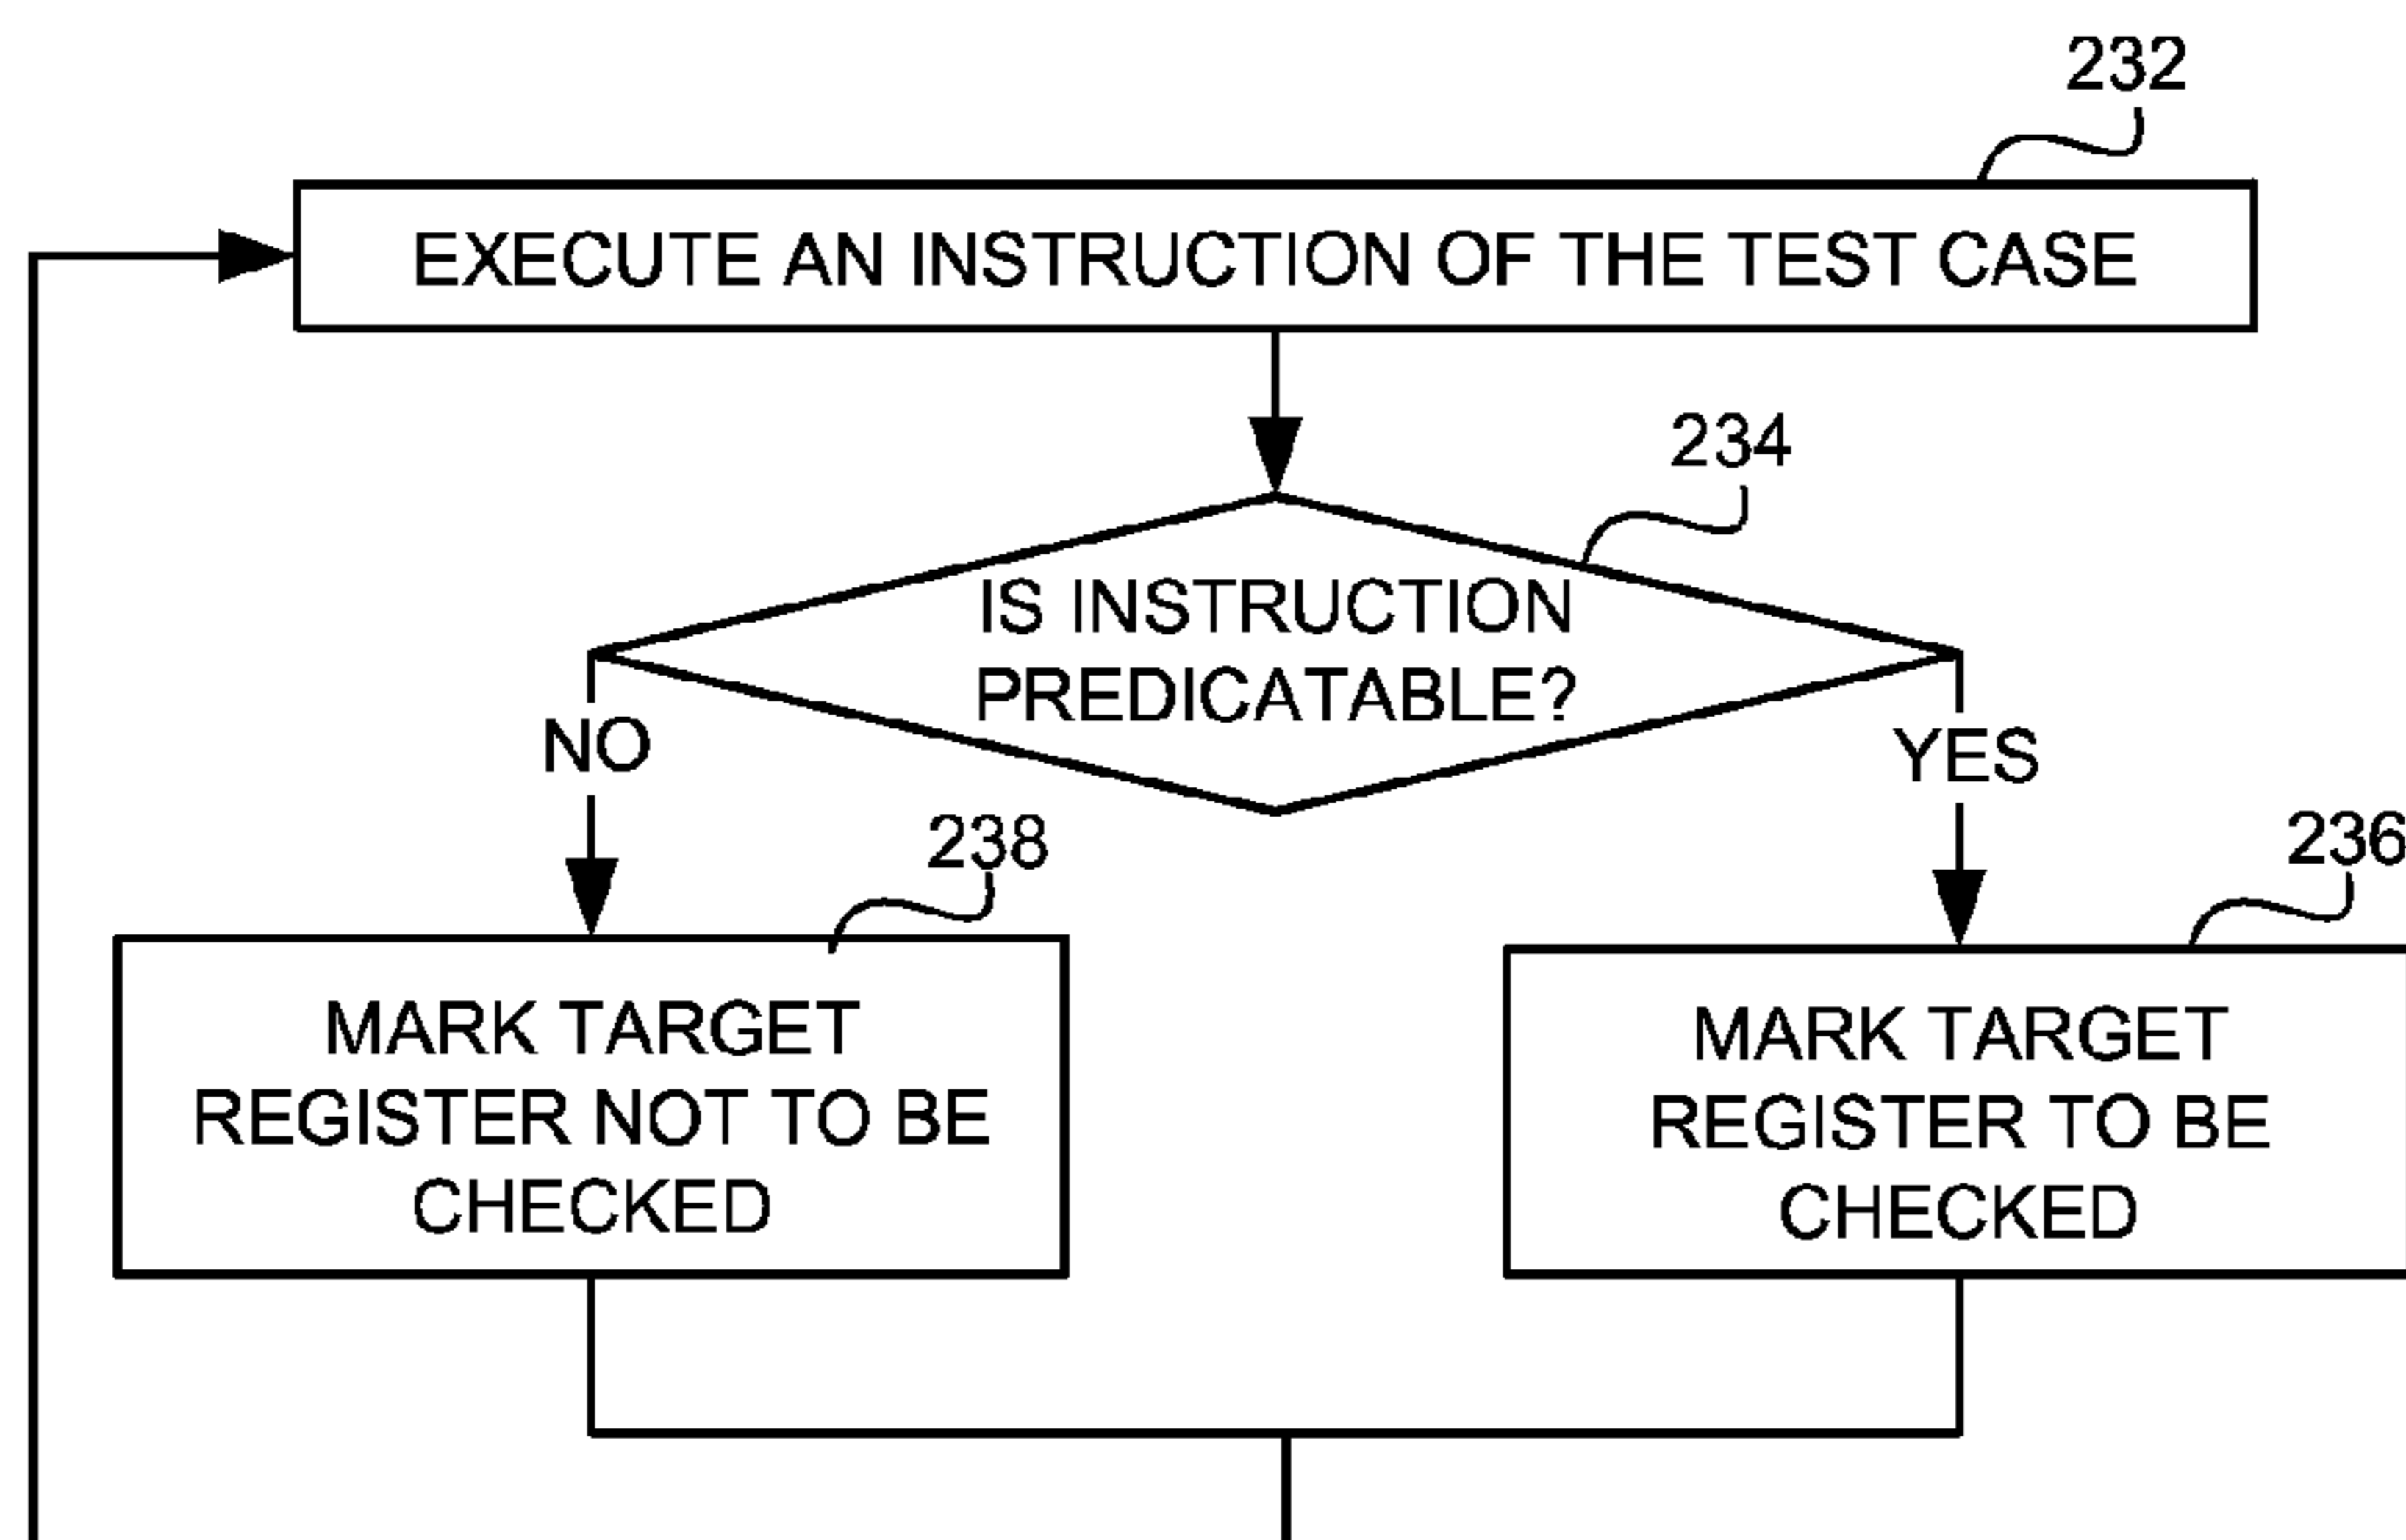 232
EXECUTE AN INSTRUCTION OF THE TEST CASE
234
IS INSTRUCTION
PREDICATABLE?
NO
YES
238
236
MARK TARGET
REGISTER NOT TO BE
CHECKED
MARK TARGET
REGISTER TO BE
CHECKED